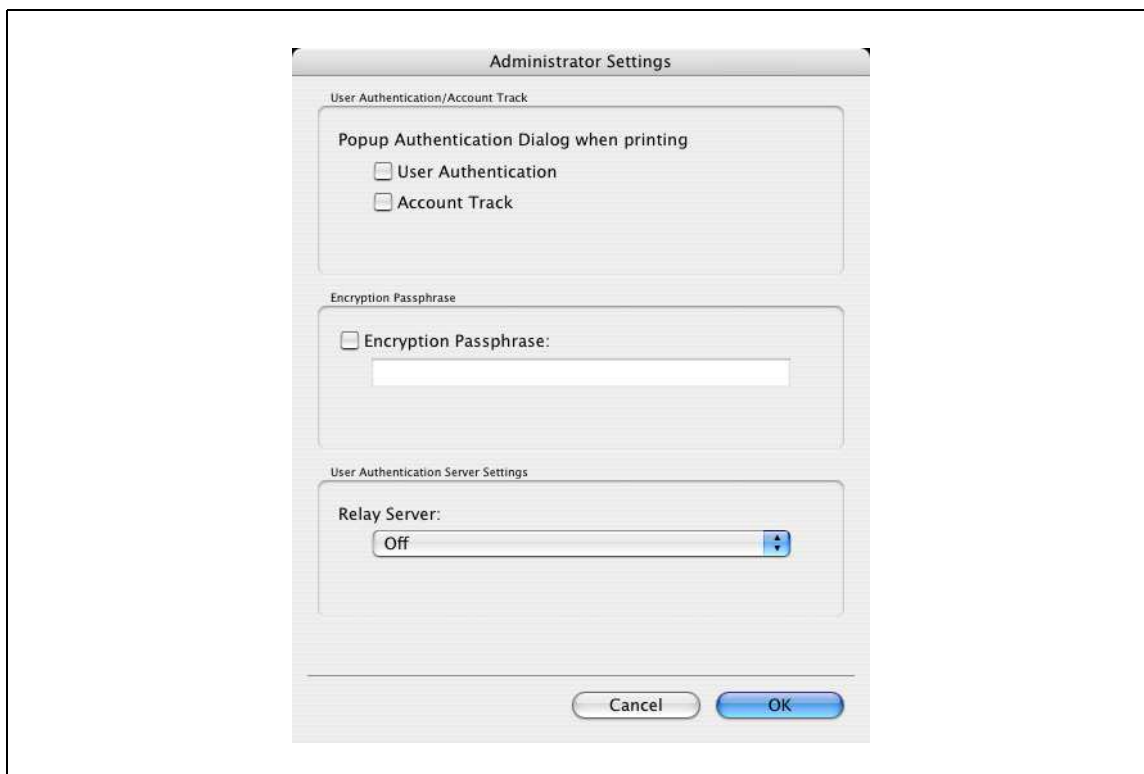 Administrator Settings
User Authentication/Account Track
Popup Authentication Dialog when printing
User Authentication
Account Track
Encryption Passphrase
Encryption Passphrase:
User Authentication Server Settings
Relay Server:
Off
Cancel
OK